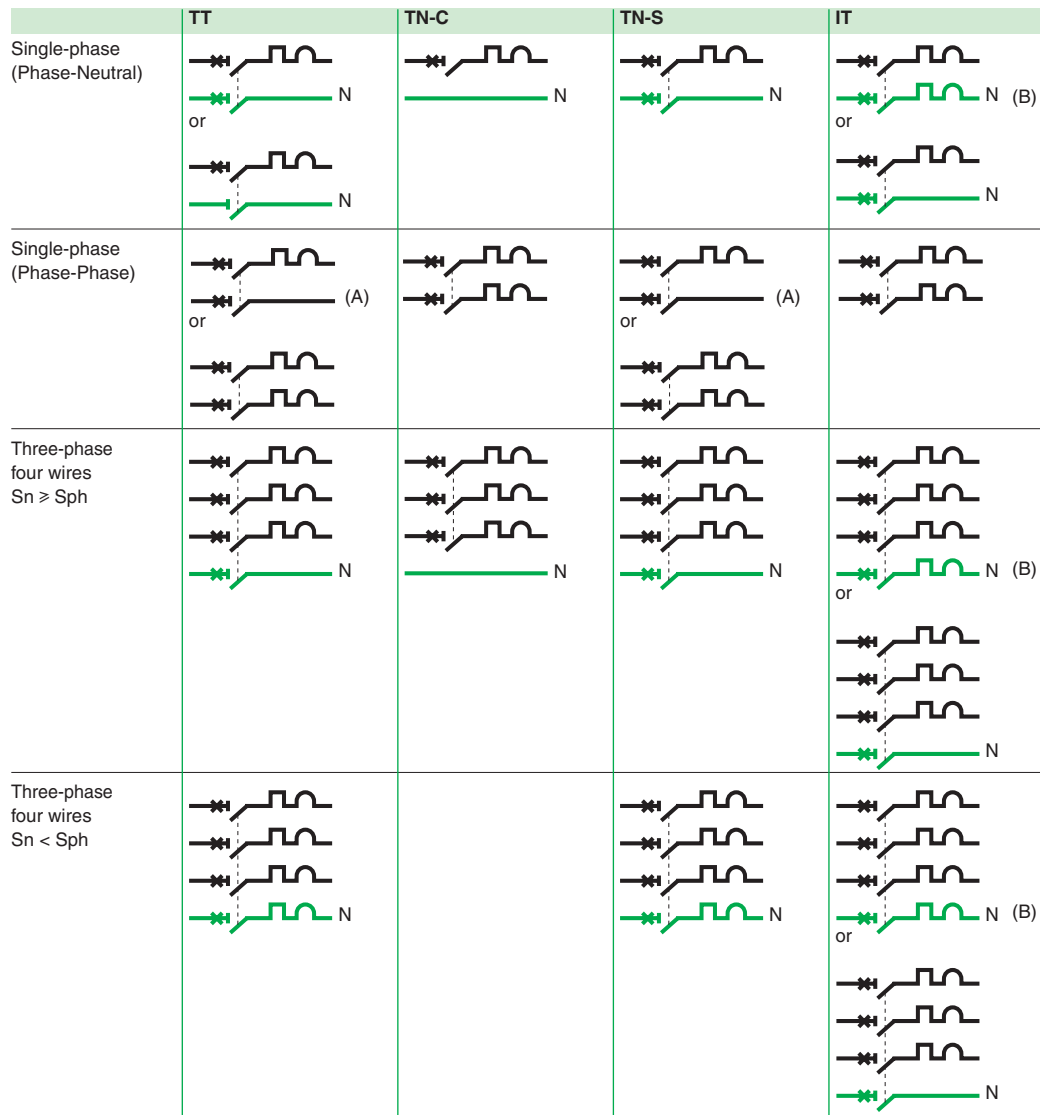 TT TN-C TN-S IT
Single-phase
(Phase-Neutral)
N N N N (B)
or or
N N
Single-phase
(Phase-Phase)
(A) (A)
or or
Three-phase
four wires
Sn ⩾ Sph
N N N N (B)
or
N
Three-phase
four wires
Sn < Sph
N N N (B)
or
N